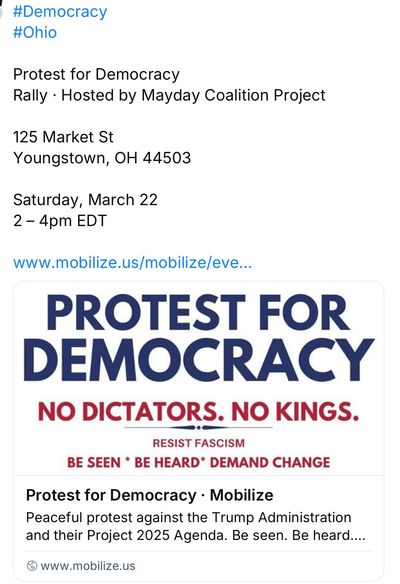 #Democracy
#Ohio
Protest for Democracy
Rally · Hosted by Mayday Coalition Project
125 Market St
Youngstown, OH 44503
Saturday, March 22
2 – 4pm EDT
www.mobilize.us/mobilize/eve...
PROTEST FOR
DEMOCRACY
NO DICTATORS. NO KINGS.
RESIST FASCISM
BE SEEN * BE HEARD* DEMAND CHANGE
Protest for Democracy · Mobilize
Peaceful protest against the Trump Administration
and their Project 2025 Agenda. Be seen. Be heard....
www.mobilize.us